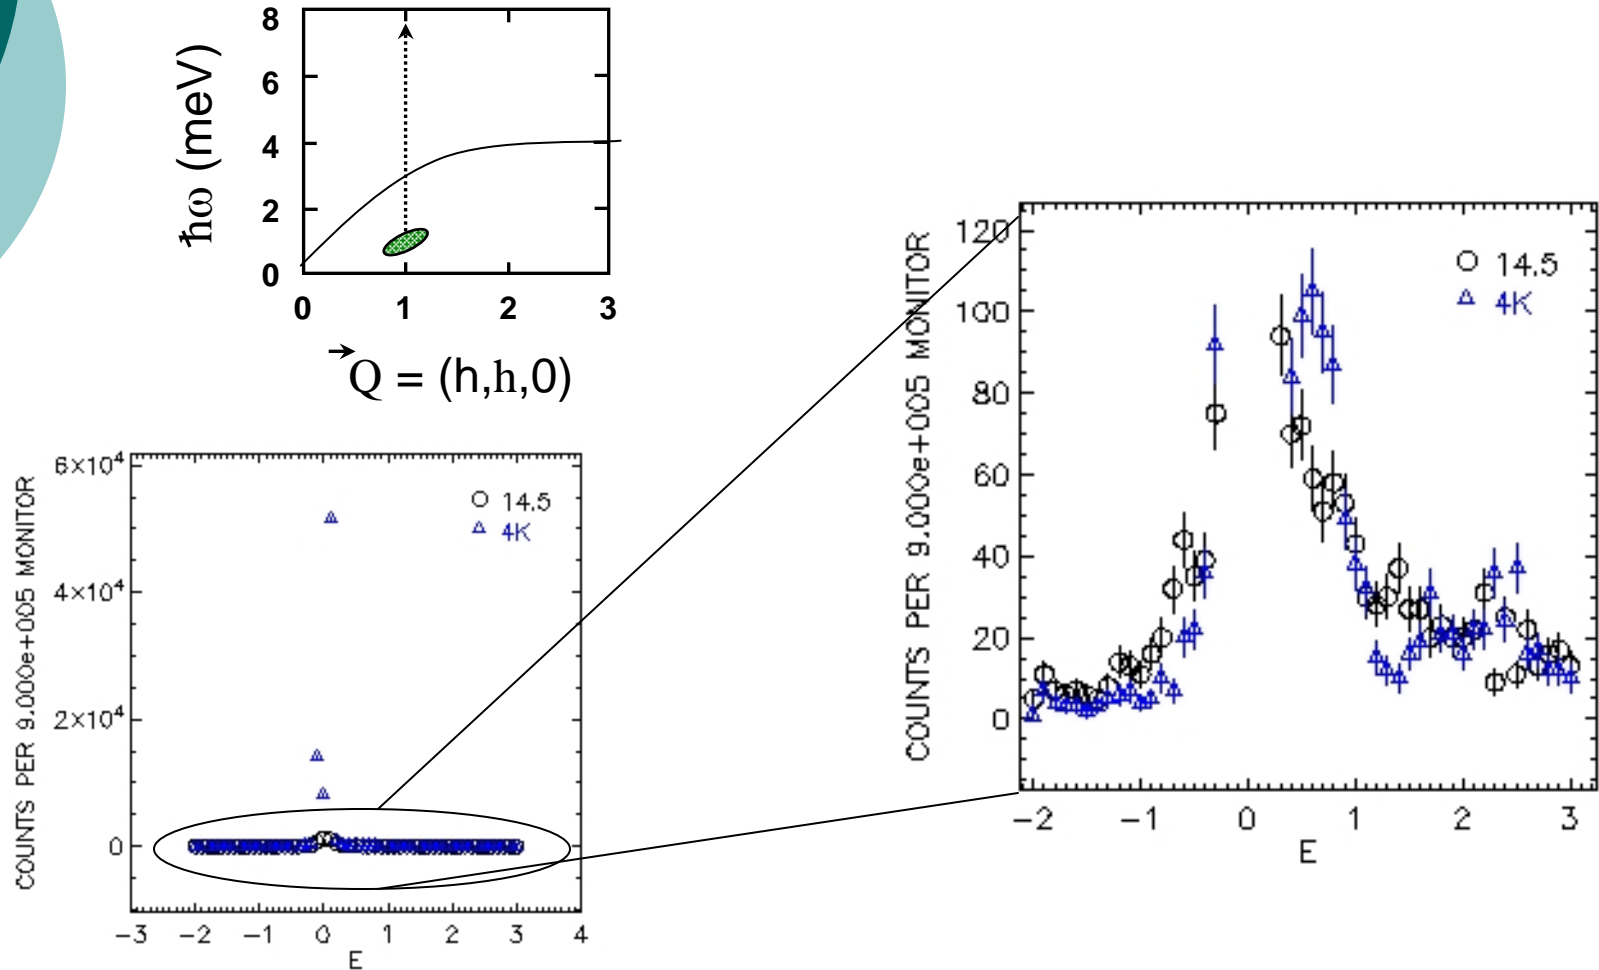 8
6
4
2
0
ħω (meV)
0 1 2 3
Q = (h,h,0)
6×10⁴
4×10⁴
2×10⁴
0
COUNTS PER 9.000e+005 MONITOR
14.5
4K
−3 −2 −1 0 1 2 3 4
E
120
100
80
60
40
20
0
COUNTS PER 9.000e+005 MONITOR
14.5
4K
−2 −1 0 1 2 3
E